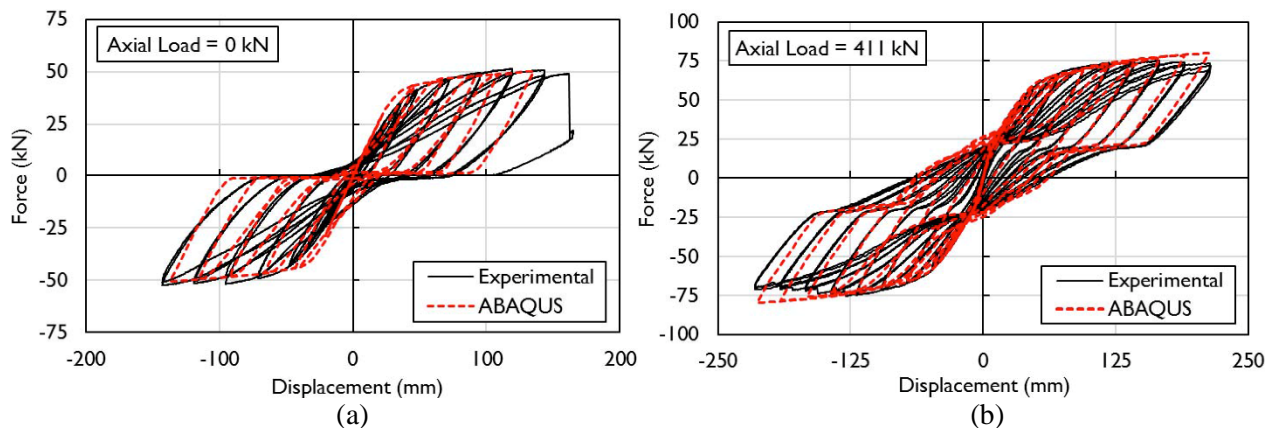 Axial Load = 0 kN
75
50
25
0
-25
-50
-75
-200
-100
0
100
200
Force (kN)
Displacement (mm)
Experimental
ABAQUS
(a)
Axial Load = 411 kN
100
75
50
25
0
-25
-50
-75
-100
-250
-125
0
125
250
Force (kN)
Displacement (mm)
Experimental
ABAQUS
(b)